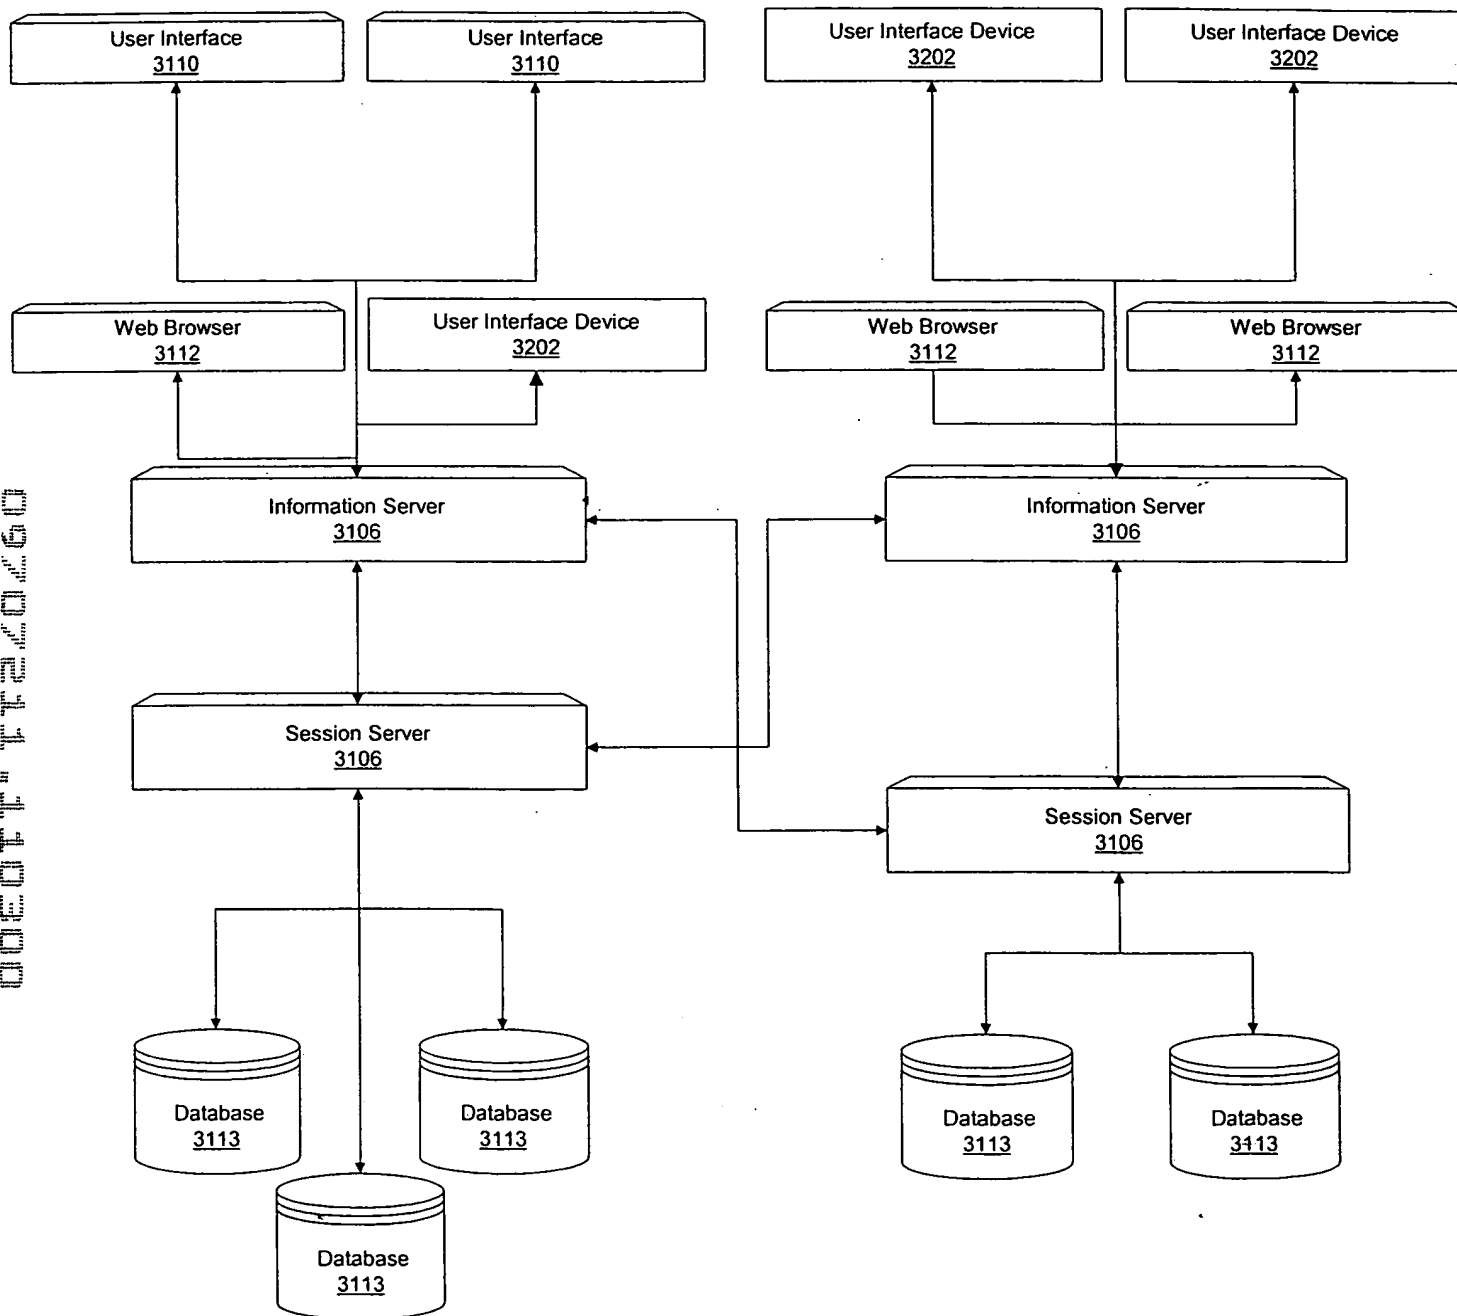 User Interface
3110
User Interface
3110
User Interface Device
3202
User Interface Device
3202
Web Browser
3112
User Interface Device
3202
Web Browser
3112
Web Browser
3112
Information Server
3106
Information Server
3106
Session Server
3106
Session Server
3106
Database
3113
Database
3113
Database
3113
Database
3113
Database
3113
09707211.110300